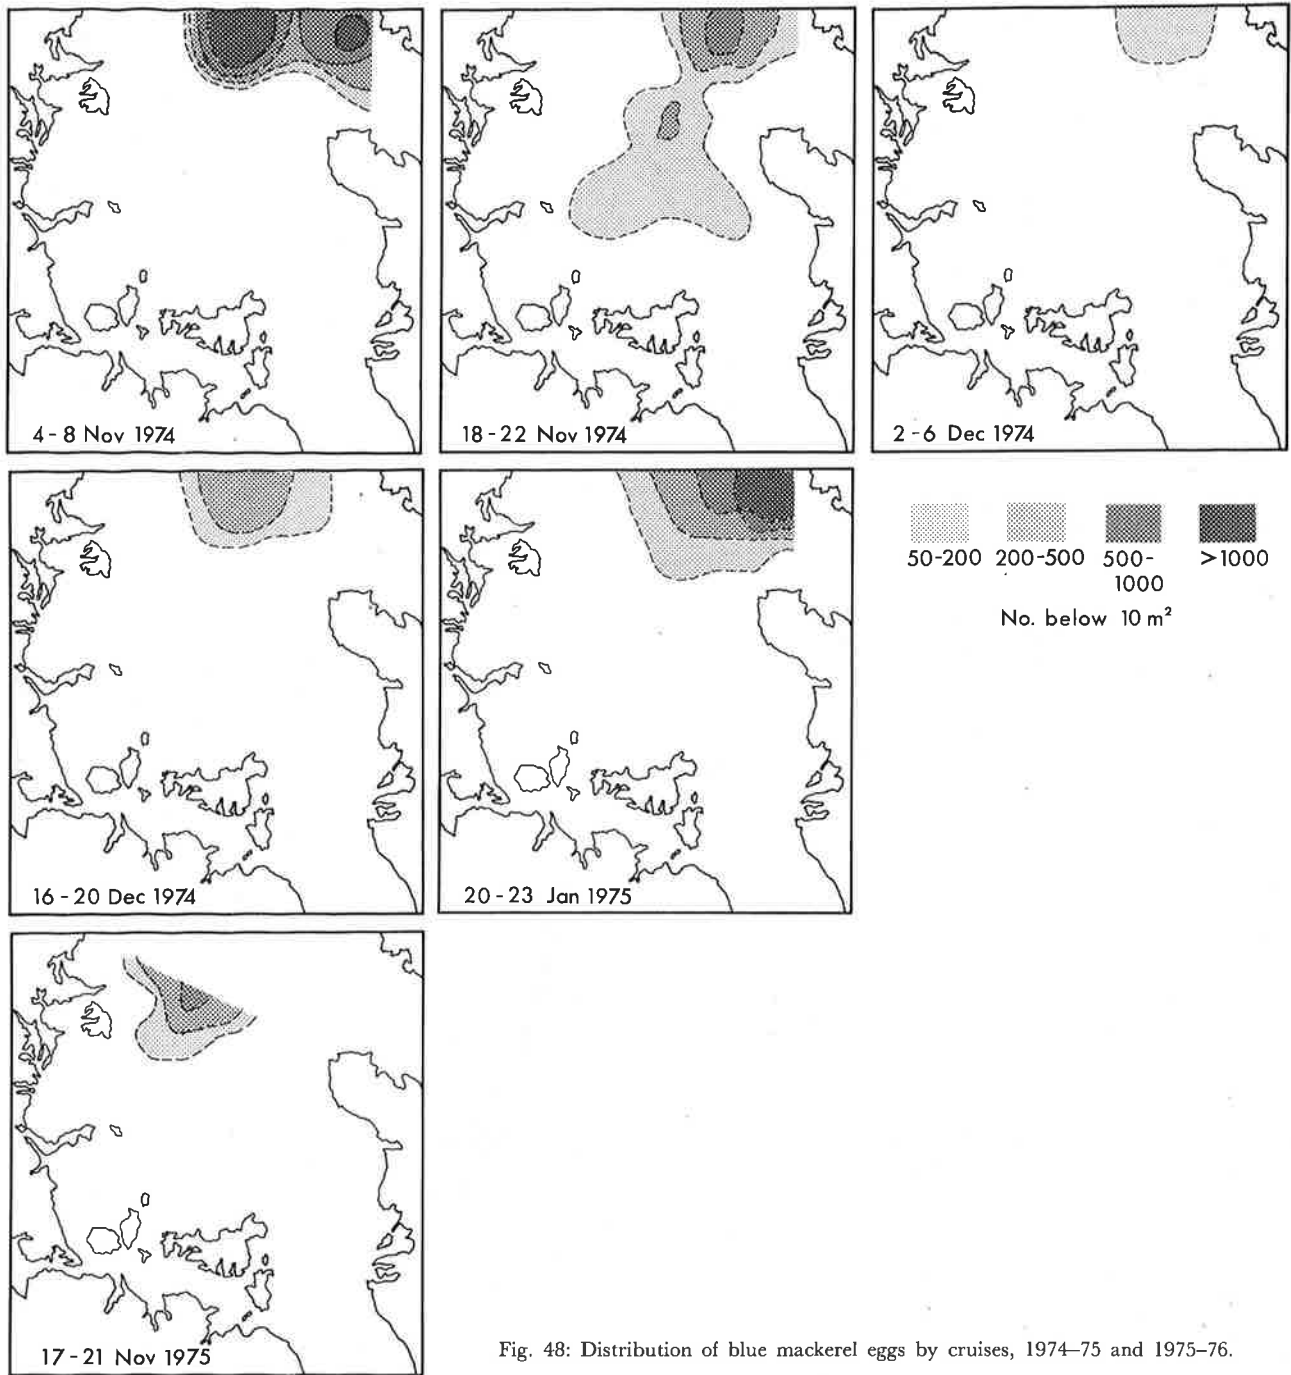 4-8 Nov 1974
18-22 Nov 1974
2-6 Dec 1974
16-20 Dec 1974
20-23 Jan 1975
50-200 200-500 500-1000 >1000
No. below 10 m²
17-21 Nov 1975
Fig. 48: Distribution of blue mackerel eggs by cruises, 1974–75 and 1975–76.